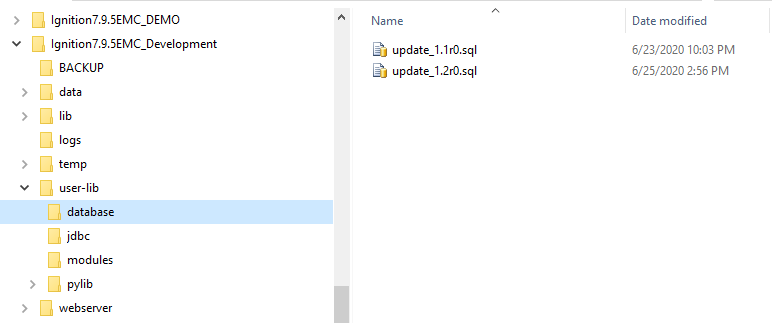 Ignition7.9.5EMC_DEMO
Ignition7.9.5EMC_Development
BACKUP
data
lib
logs
temp
user-lib
database
jdbc
modules
pylib
webserver
Name Date modified
update_1.1r0.sql 6/23/2020 10:03 PM
update_1.2r0.sql 6/25/2020 2:56 PM